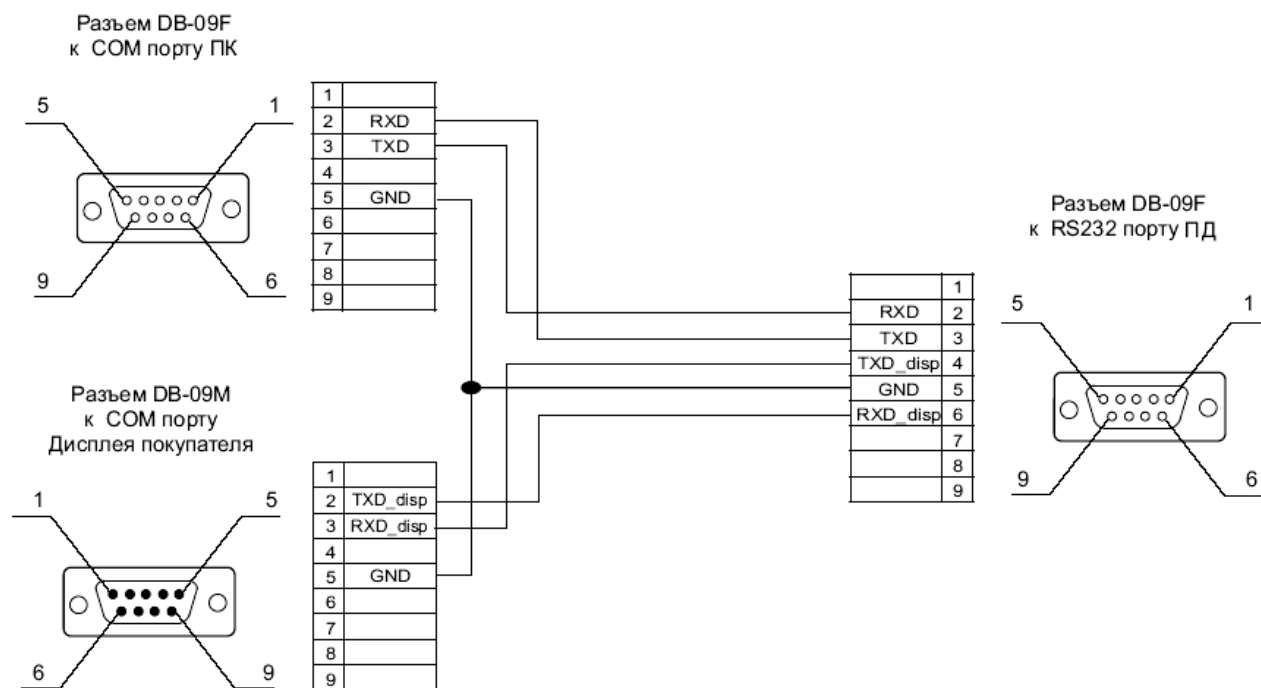 Разъем DB-09F
к COM порту ПК
5
1
9
6
1
2 RXD
3 TXD
4
5 GND
6
7
8
9
Разъем DB-09M
к COM порту
Дисплея покупателя
1
5
6
9
1
2 TXD_disp
3 RXD_disp
4
5 GND
6
7
8
9
Разъем DB-09F
к RS232 порту ПД
1
RXD 2
TXD 3
TXD_disp 4
GND 5
RXD_disp 6
7
8
9
5
1
9
6